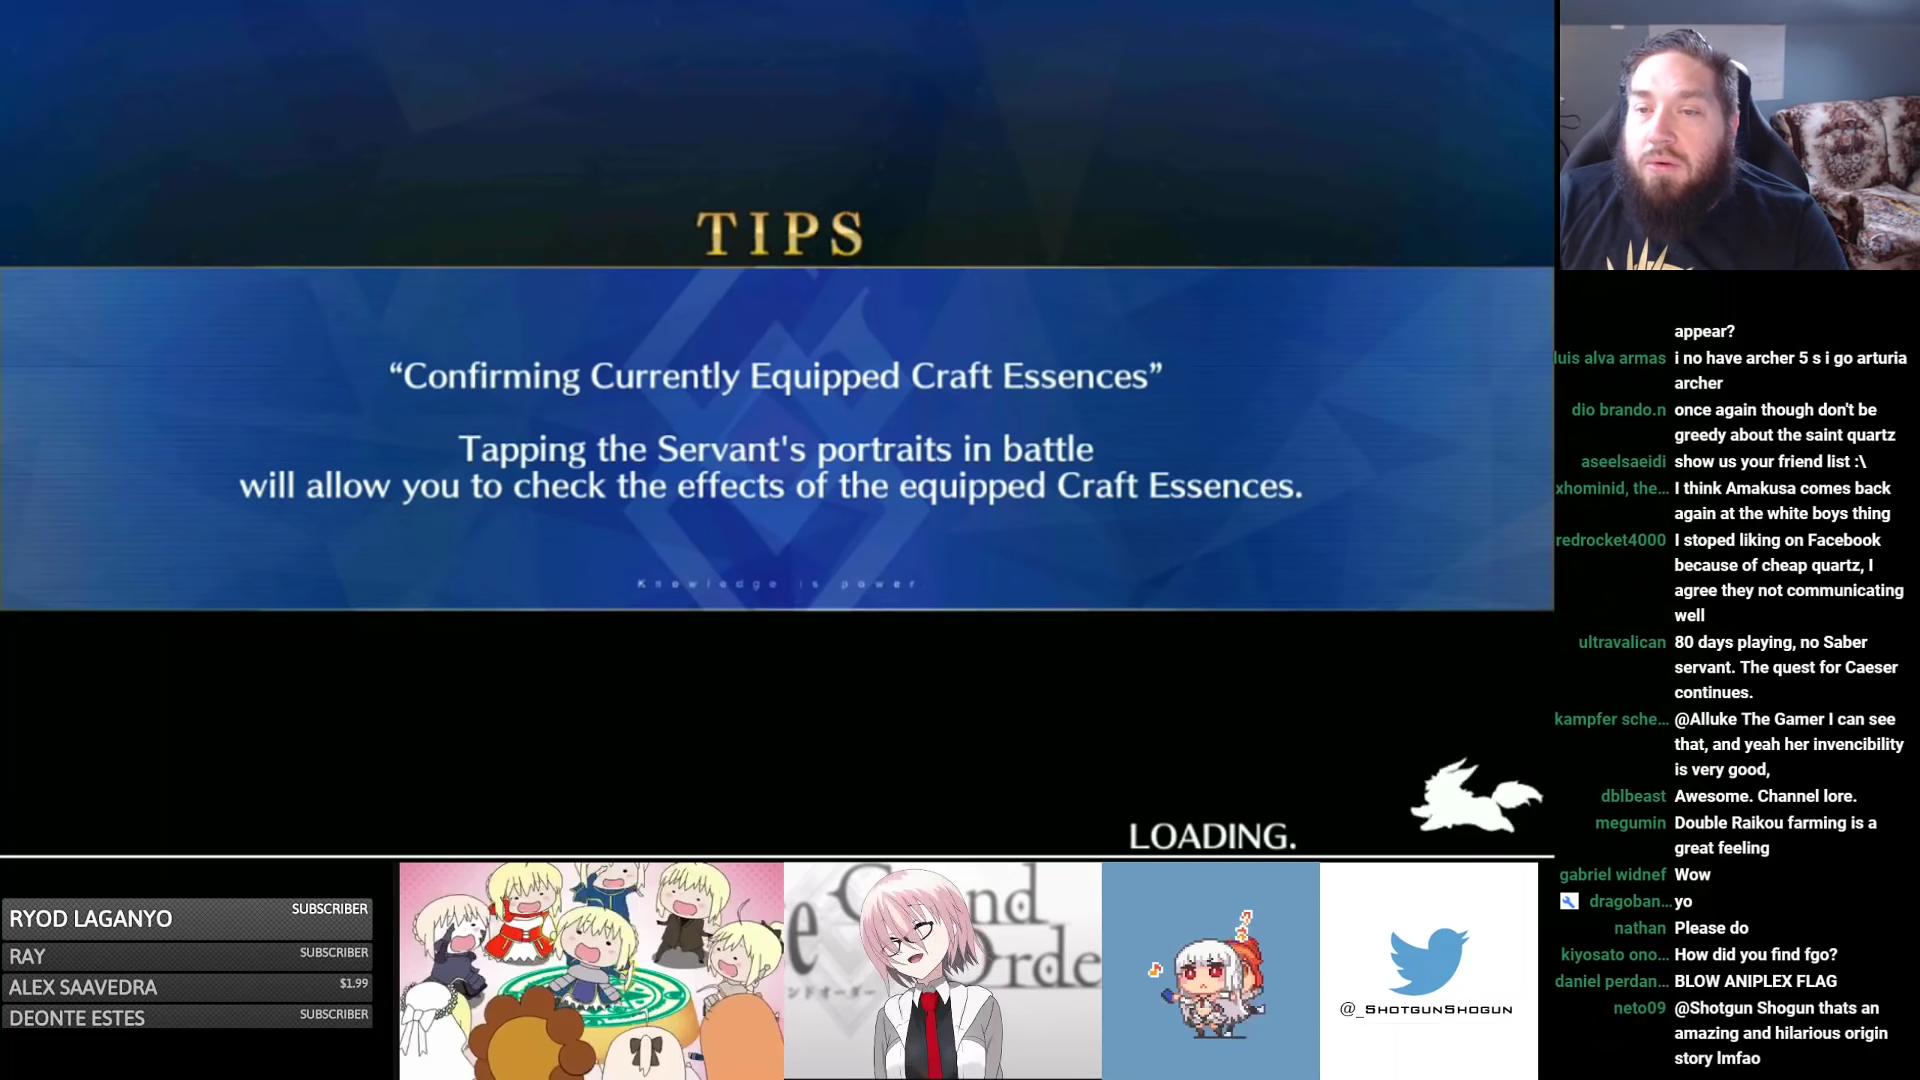 TIPS
“Confirming Currently Equipped Craft Essences”
Tapping the Servant's portraits in battle
will allow you to check the effects of the equipped Craft Essences.
Knowledge is power.
LOADING.
appear?
luis alva armas i no have archer 5 s i go arturia
archer
dio brando.n once again though don't be
greedy about the saint quartz
aseelsaeidi show us your friend list :\
xhominid, the... I think Amakusa comes back
again at the white boys thing
redrocket4000 I stoped liking on Facebook
because of cheap quartz, I
agree they not communicating
well
ultravalican 80 days playing, no Saber
servant. The quest for Caeser
continues.
kampfer sche... @Alluke The Gamer I can see
that, and yeah her invencibility
is very good,
dblbeast Awesome. Channel lore.
megumin Double Raikou farming is a
great feeling
gabriel widnef Wow
dragoban... yo
nathan Please do
kiyosato ono... How did you find fgo?
daniel perdan... BLOW ANIPLEX FLAG
neto09 @Shotgun Shogun thats an
amazing and hilarious origin
story lmfao
RYOD LAGANYO SUBSCRIBER
RAY SUBSCRIBER
ALEX SAAVEDRA $1.99
DEONTE ESTES SUBSCRIBER
e Grand
Orde
ンドオーダー
@_SHOTGUNSHOGUN